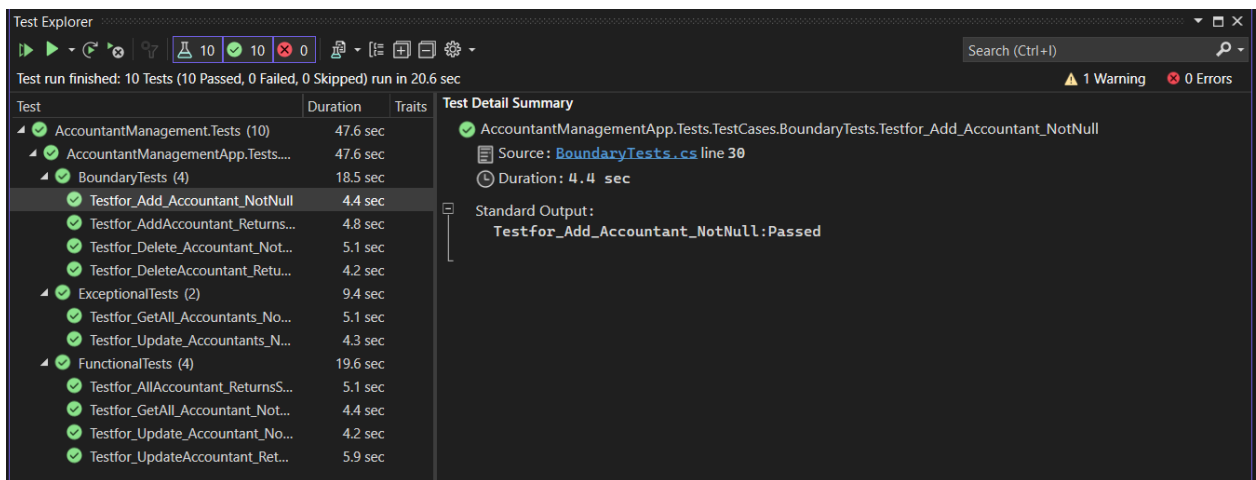 Test Explorer
10 10 0
Search (Ctrl+I)
Test run finished: 10 Tests (10 Passed, 0 Failed, 0 Skipped) run in 20.6 sec
1 Warning 0 Errors
Test Duration Traits
AccountantManagement.Tests (10) 47.6 sec
AccountantManagementApp.Tests.... 47.6 sec
BoundaryTests (4) 18.5 sec
Testfor_Add_Accountant_NotNull 4.4 sec
Testfor_AddAccountant_Returns... 4.8 sec
Testfor_Delete_Accountant_Not... 5.1 sec
Testfor_DeleteAccountant_Retu... 4.2 sec
ExceptionalTests (2) 9.4 sec
Testfor_GetAll_Accountants_No... 5.1 sec
Testfor_Update_Accountants_N... 4.3 sec
FunctionalTests (4) 19.6 sec
Testfor_AllAccountant_ReturnsS... 5.1 sec
Testfor_GetAll_Accountant_Not... 4.4 sec
Testfor_Update_Accountant_No... 4.2 sec
Testfor_UpdateAccountant_Ret... 5.9 sec
Test Detail Summary
AccountantManagementApp.Tests.TestCases.BoundaryTests.Testfor_Add_Accountant_NotNull
Source: BoundaryTests.cs line 30
Duration: 4.4 sec
Standard Output:
Testfor_Add_Accountant_NotNull:Passed